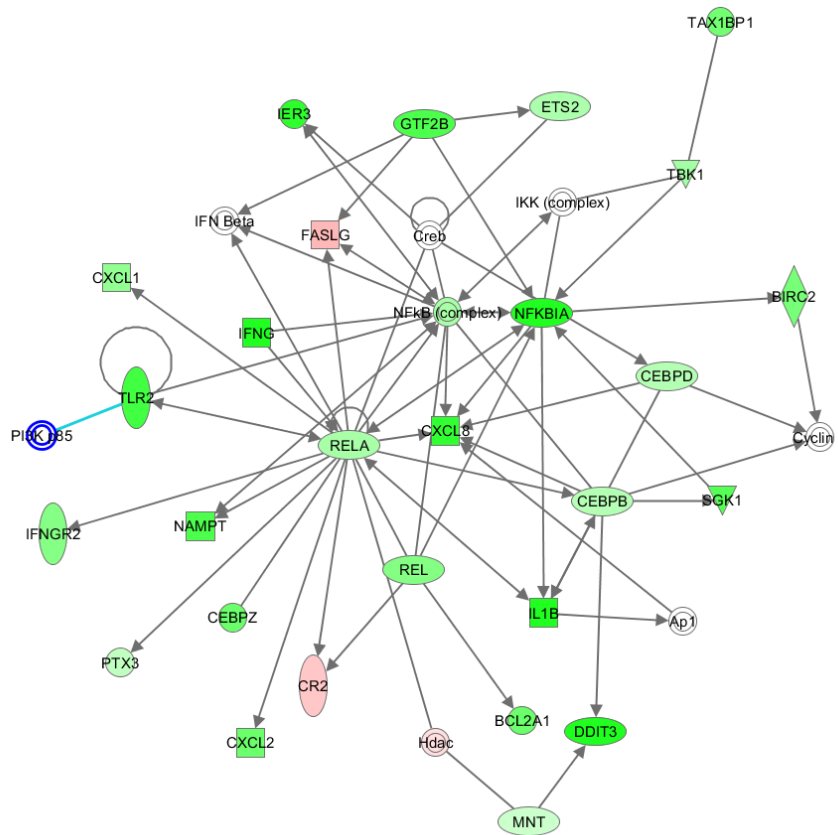 TAX1BP1
ETS2
IER3
GTF2B
TBK1
IKK (complex)
IFN Beta
FASLG
Creb
CXCL1
BIRC2
NFkB (complex)
NFKBIA
IFNG
CEBPD
TLR2
PI3K p85
CXCL8
Cyclin
RELA
SGK1
CEBPB
NAMPT
IFNGR2
REL
CEBPZ
IL1B
Ap1
PTX3
CR2
BCL2A1
CXCL2
Hdac
DDIT3
MNT